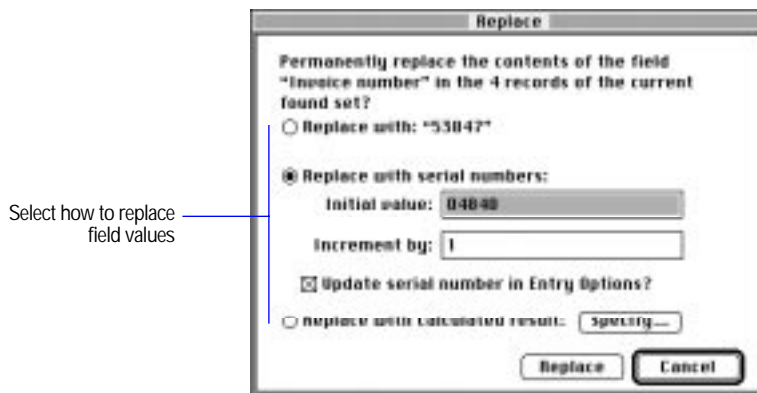 Replace
Permanently replace the contents of the field
“Invoice number” in the 4 records of the current
found set?
Replace with: “53847”
Replace with serial numbers:
Select how to replace
field values
Initial value: 84848
Increment by: 1
Update serial number in Entry Options?
Replace with calculated result: Specify...
Replace Cancel